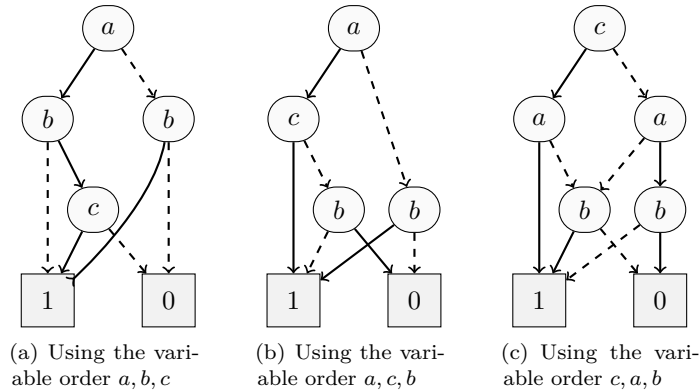 a
a
c
b
b
c
a
a
c
b
b
b
b
1
0
1
0
1
0
(a) Using the vari-
able order a, b, c
(b) Using the vari-
able order a, c, b
(c) Using the vari-
able order c, a, b